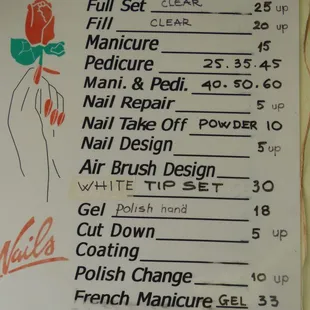 Full Set CLEAR 25 up
Fill CLEAR 20 up
Manicure 15
Pedicure 25.35.45
Mani. & Pedi. 40.50.60
Nail Repair 5 up
Nail Take Off POWDER 10
Nail Design 5 up
Air Brush Design
WHITE TIP SET 30
Gel polish hand 18
Cut Down 5 up
Coating
Nails
Polish Change 10 up
French Manicure GEL 33